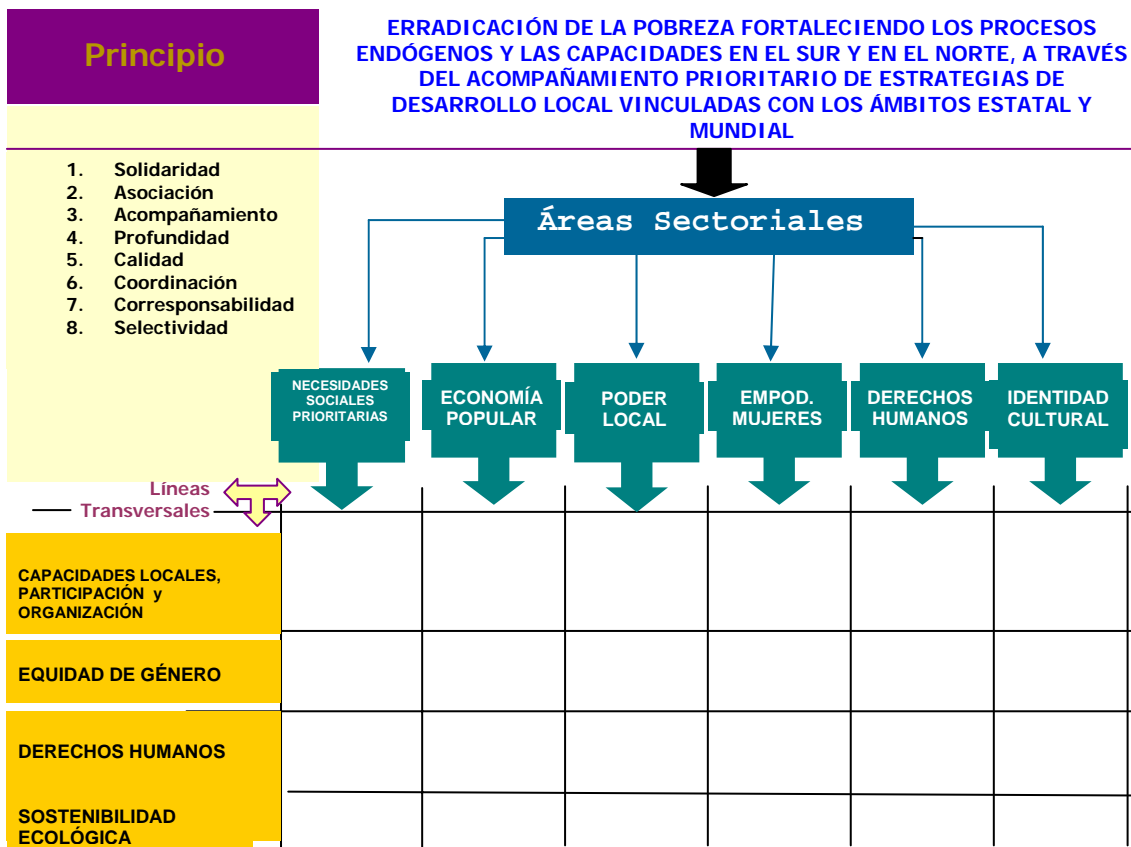 Principio
ERRADICACIÓN DE LA POBREZA FORTALECIENDO LOS PROCESOS
ENDÓGENOS Y LAS CAPACIDADES EN EL SUR Y EN EL NORTE, A TRAVÉS
DEL ACOMPAÑAMIENTO PRIORITARIO DE ESTRATEGIAS DE
DESARROLLO LOCAL VINCULADAS CON LOS ÁMBITOS ESTATAL Y
MUNDIAL
1. Solidaridad
2. Asociación
3. Acompañamiento
4. Profundidad
5. Calidad
6. Coordinación
7. Corresponsabilidad
8. Selectividad
Áreas Sectoriales
NECESIDADES
SOCIALES
PRIORITARIAS
ECONOMÍA
POPULAR
PODER
LOCAL
EMPOD.
MUJERES
DERECHOS
HUMANOS
IDENTIDAD
CULTURAL
Líneas
Transversales
CAPACIDADES LOCALES,
PARTICIPACIÓN y
ORGANIZACIÓN
EQUIDAD DE GÉNERO
DERECHOS HUMANOS
SOSTENIBILIDAD
ECOLÓGICA